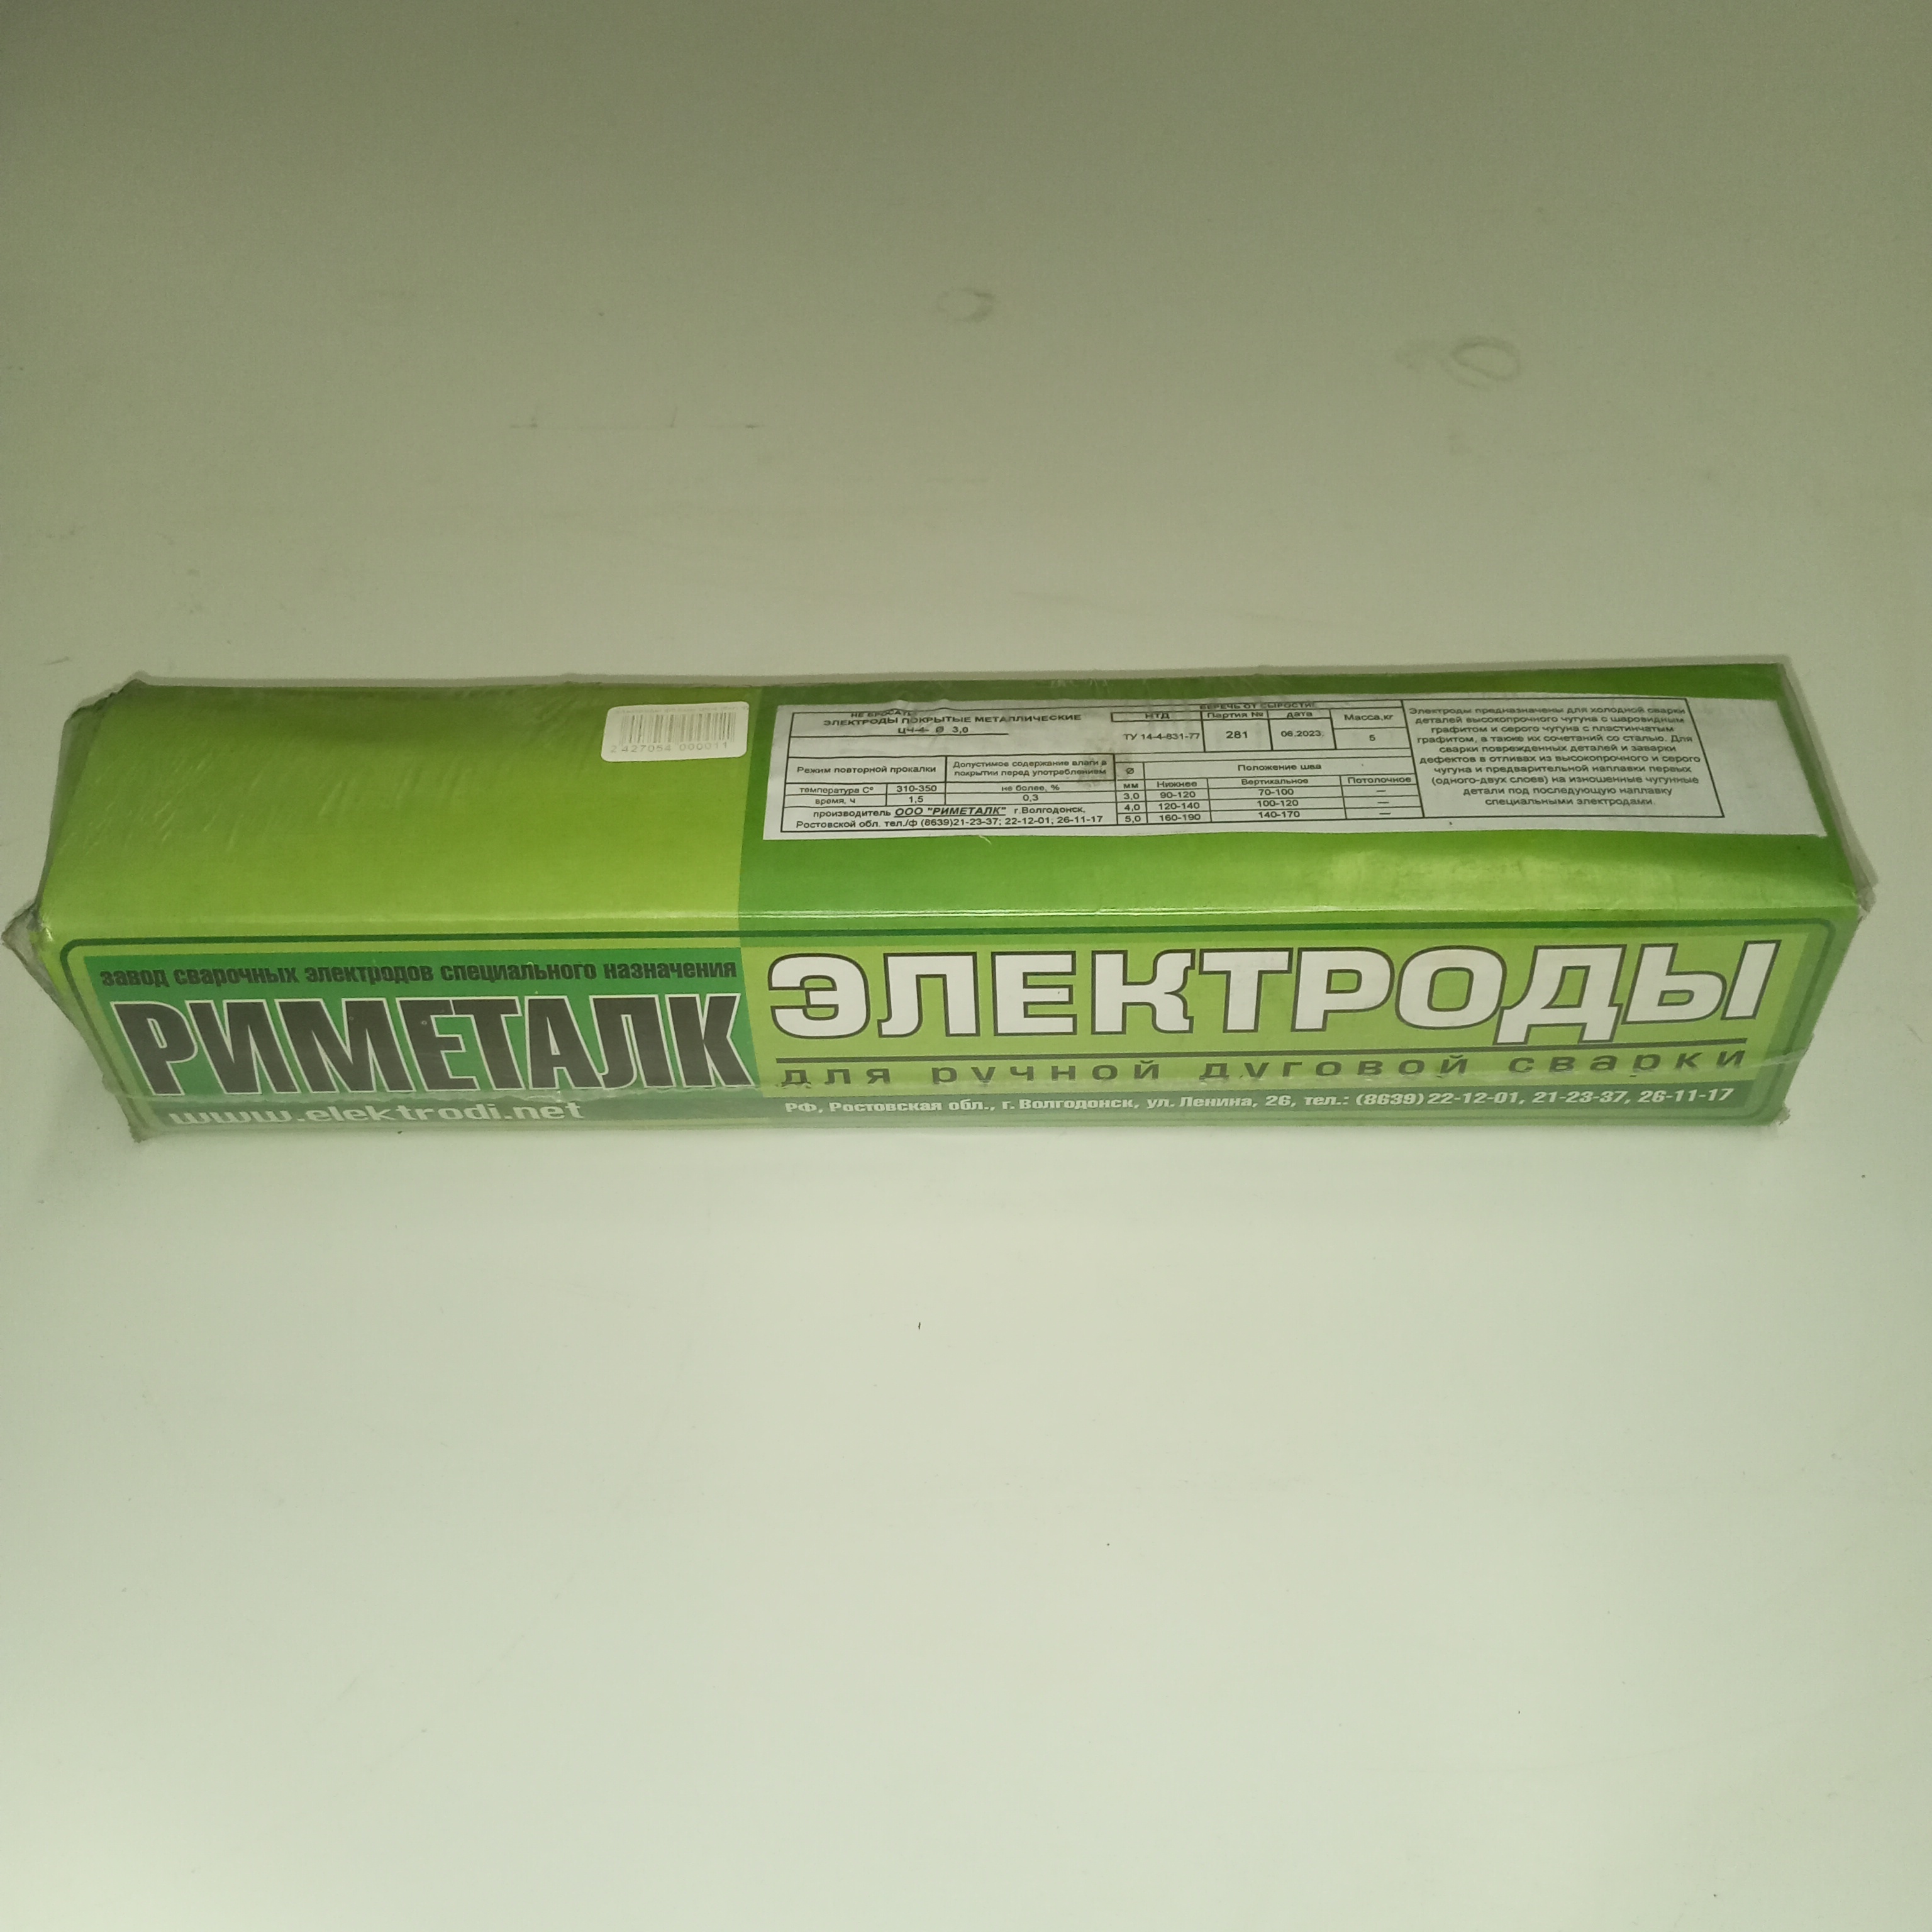 2 427054 000011
НЕ БРОСАТЬ
БЕРЕЧЬ ОТ СЫРОСТИ
ЭЛЕКТРОДЫ ПОКРЫТЫЕ МЕТАЛЛИЧЕСКИЕ
ЦЧ-4- Ø 3,0
НТД Партия № дата Масса,кг
ТУ 14-4-831-77 281 06.2023. 5
Режим повторной прокалки
Допустимое содержание влаги в
покрытии перед употреблением
температура С° 310-350 не более, %
время, ч 1,5 0,3
производитель ООО "РИМЕТАЛК" г.Волгодонск,
Ростовской обл. тел./ф (8639)21-23-37; 22-12-01, 26-11-17
Ø Положение шва
мм Нижнее Вертикальное Потолочное
3,0 90-120 70-100 —
4,0 120-140 100-120 —
5,0 160-190 140-170 —
Электроды предназначены для холодной сварки
деталей высокопрочного чугуна с шаровидным
графитом и серого чугуна с пластинчатым
графитом, а также их сочетаний со сталью. Для
сварки поврежденных деталей и заварки
дефектов в отливах из высокопрочного и серого
чугуна и предварительной наплавки первых
(одного-двух слоев) на изношенные чугунные
детали под последующую наплавку
специальными электродами.
завод сварочных электродов специального назначения
РИМЕТАЛК
www.elektrodi.net
ЭЛЕКТРОДЫ
для ручной дуговой сварки
РФ, Ростовская обл., г. Волгодонск, ул. Ленина, 26, тел.: (8639) 22-12-01, 21-23-37, 26-11-17